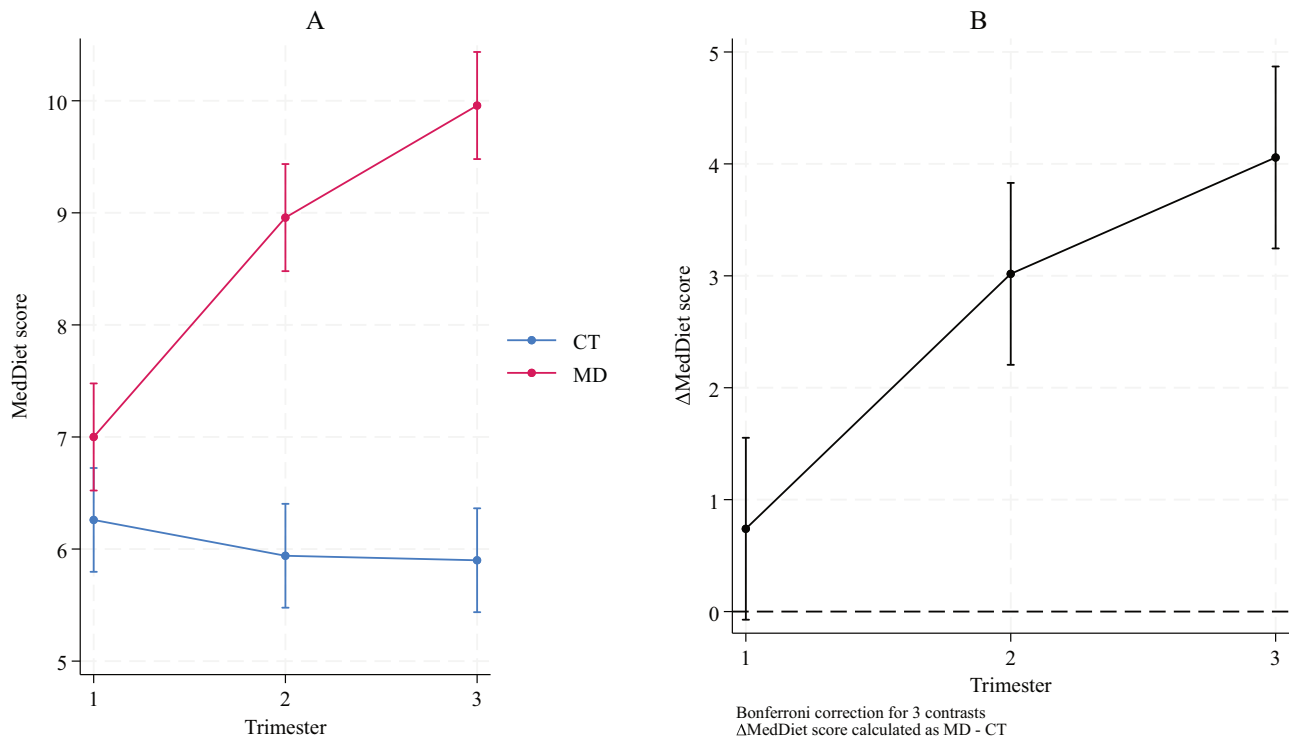 A
MedDiet score
10
9
8
7
6
5
1
2
3
Trimester
CT
MD
B
ΔMedDiet score
5
4
3
2
1
0
1
2
3
Trimester
Bonferroni correction for 3 contrasts
ΔMedDiet score calculated as MD - CT